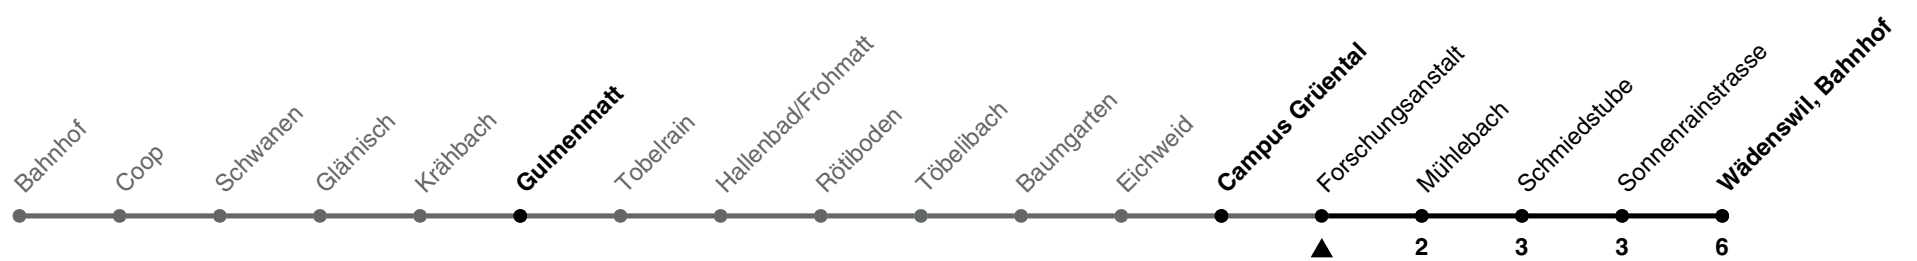 Bahnhof
Coop
Schwanen
Glärnisch
Krähbach
Gulmenmatt
Tobelrain
Hallenbad/Frohmatt
Rötiboden
Töbelibach
Baumgarten
Eichweid
Campus Grüental
Forschungsanstalt
Mühlebach
Schmiedstube
Sonnenrainstrasse
Wädenswil, Bahnhof
2 3 3 6